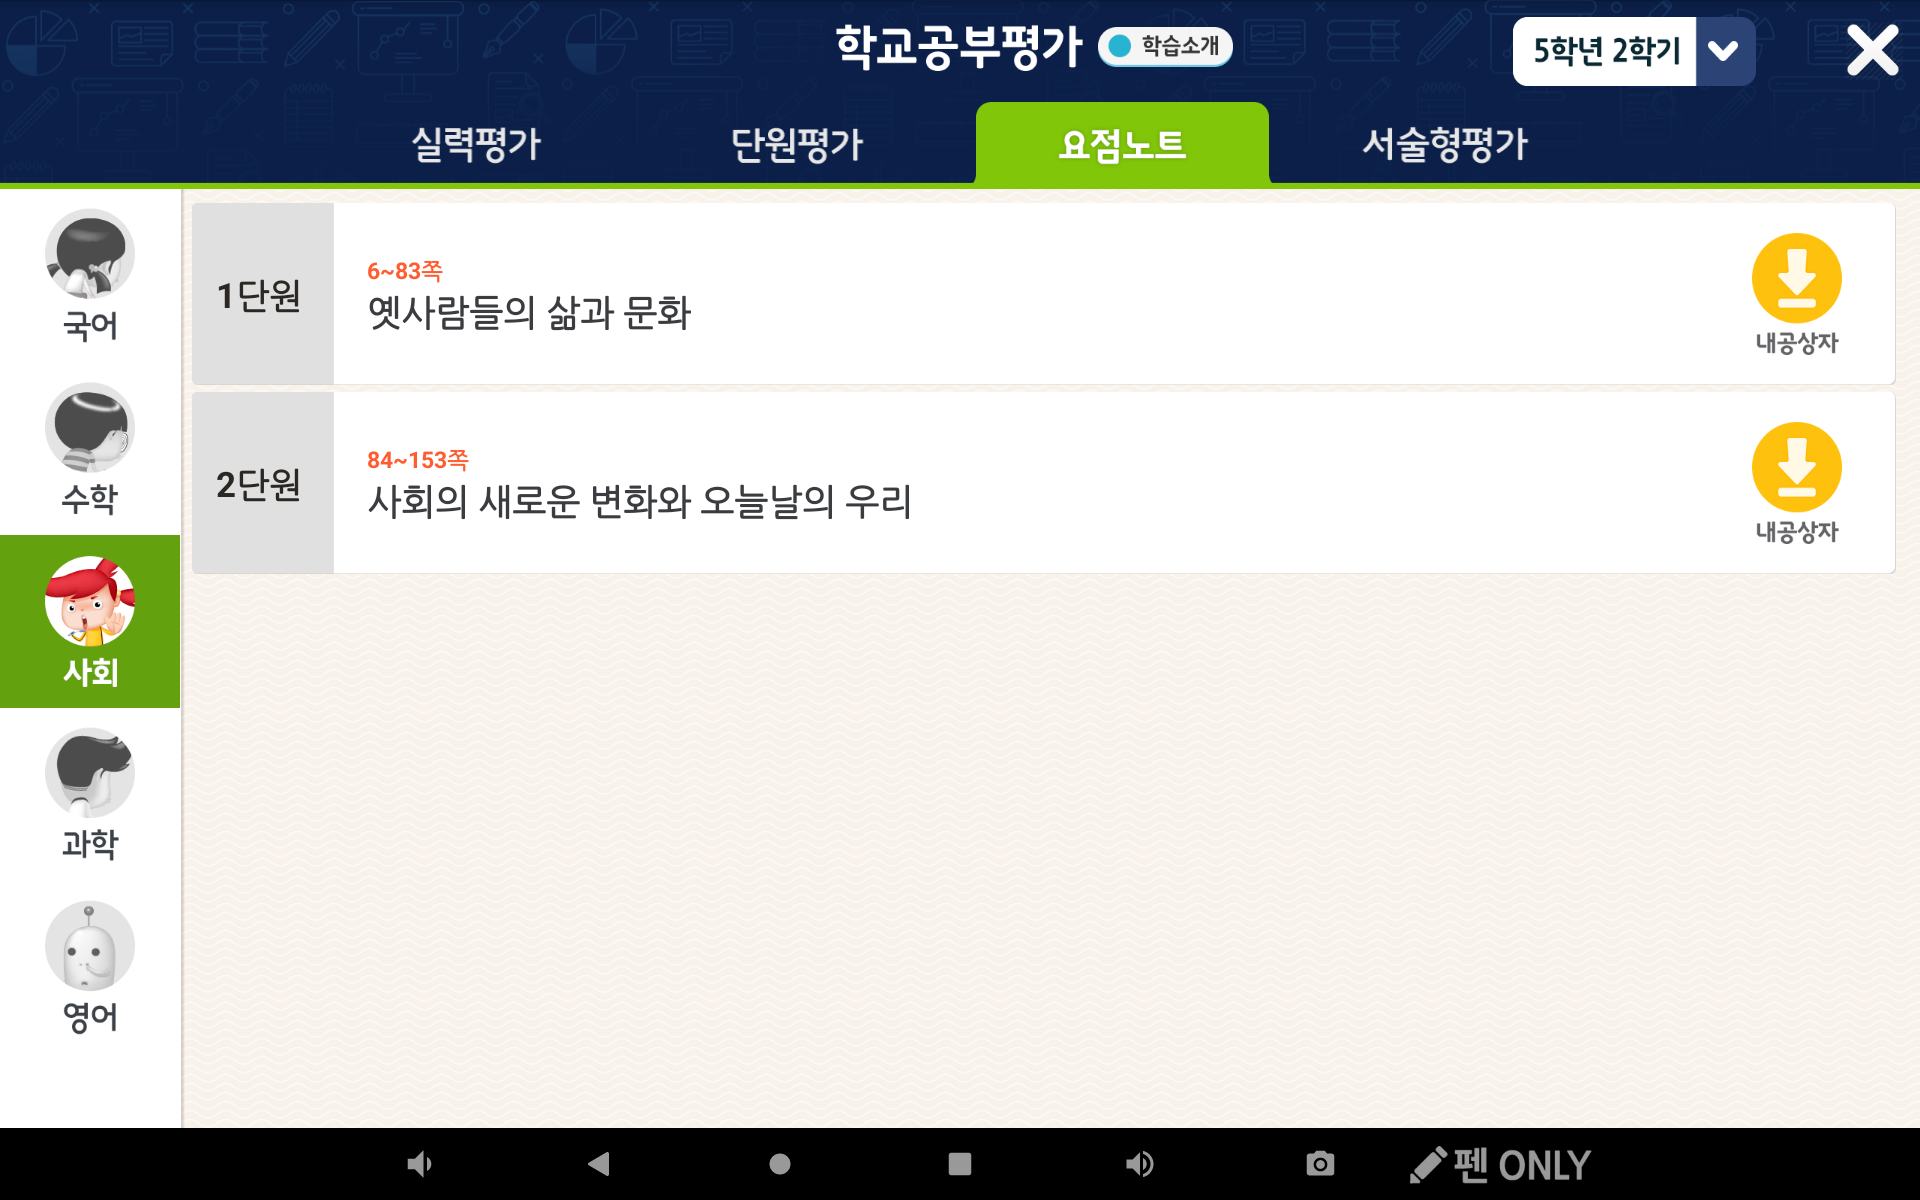 학교공부평가
학습소개
5학년 2학기
실력평가
단원평가
요점노트
서술형평가
국어
수학
사회
과학
영어
1단원
6~83쪽
옛사람들의 삶과 문화
내공상자
2단원
84~153쪽
사회의 새로운 변화와 오늘날의 우리
내공상자
펜 ONLY